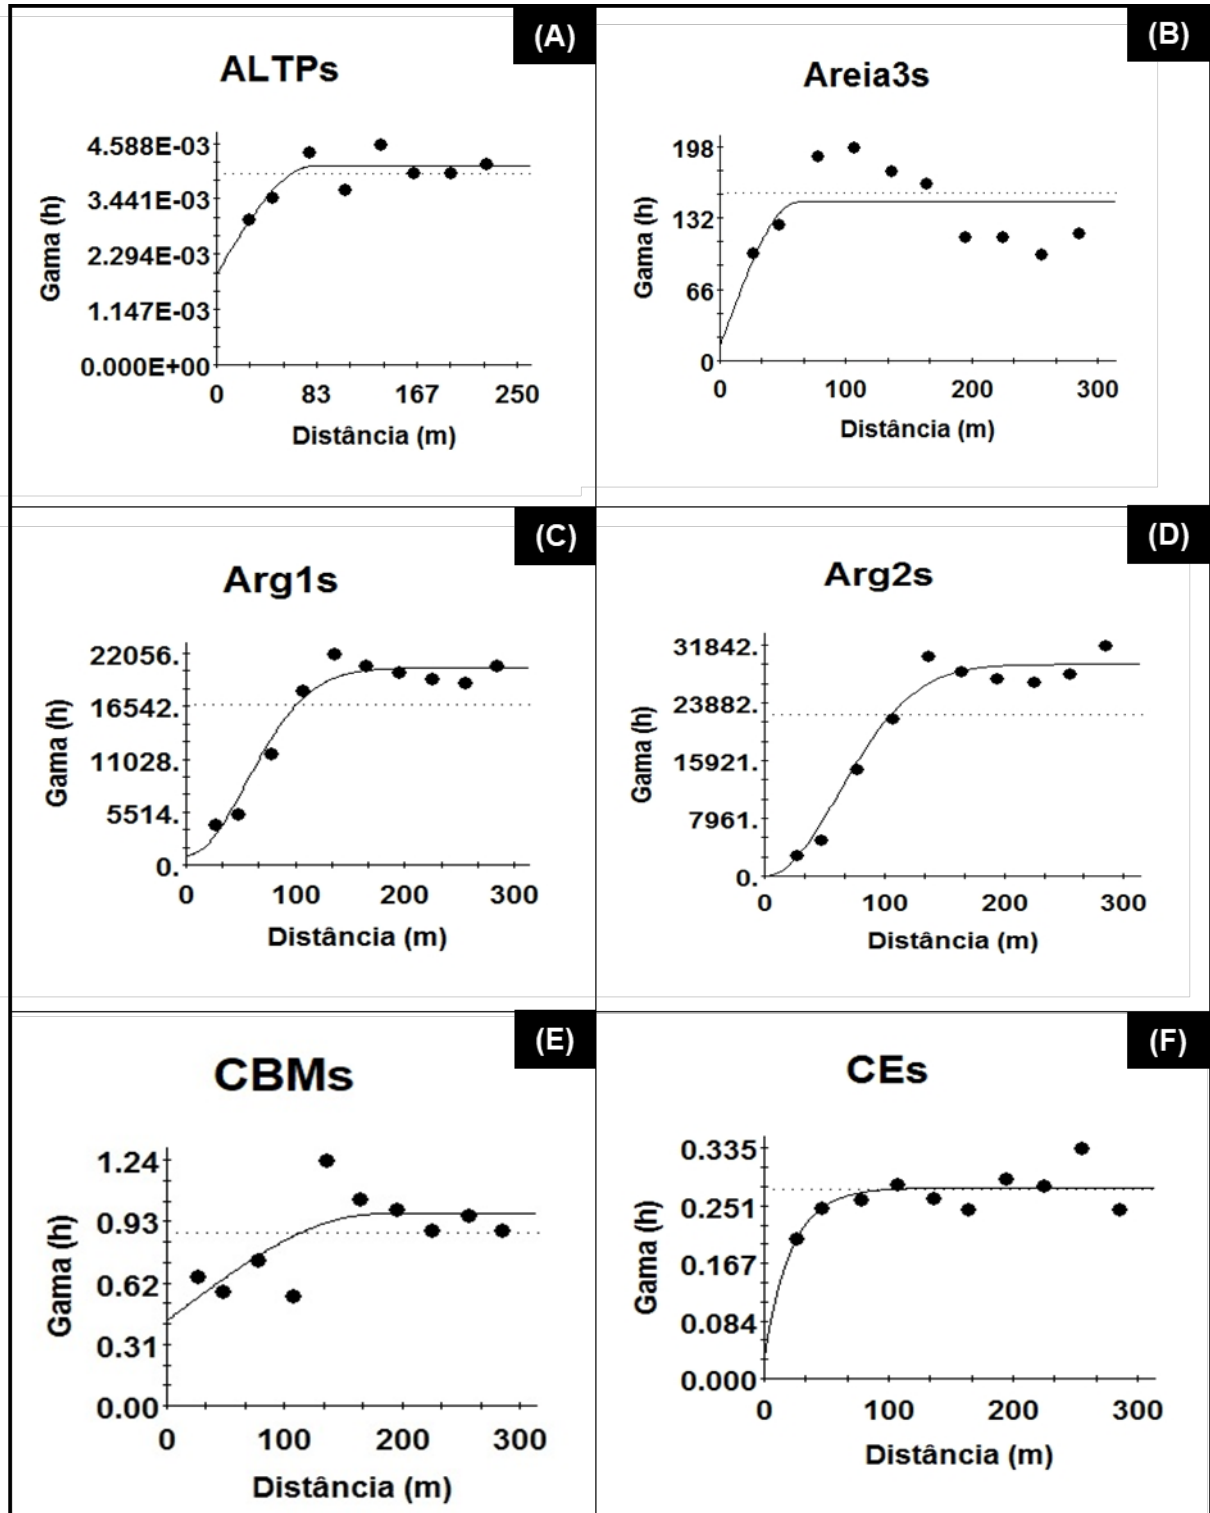 (A)
ALTPs
4.588E-03
3.441E-03
2.294E-03
1.147E-03
0.000E+00
Gama (h)
0 83 167 250
Distância (m)
(B)
Areia3s
198
132
66
0
Gama (h)
0 100 200 300
Distância (m)
(C)
Arg1s
22056.
16542.
11028.
5514.
0.
Gama (h)
0 100 200 300
Distância (m)
(D)
Arg2s
31842.
23882.
15921.
7961.
0.
Gama (h)
0 100 200 300
Distância (m)
(E)
CBMs
1.24
0.93
0.62
0.31
0.00
Gama (h)
0 100 200 300
Distância (m)
(F)
CEs
0.335
0.251
0.167
0.084
0.000
Gama (h)
0 100 200 300
Distância (m)